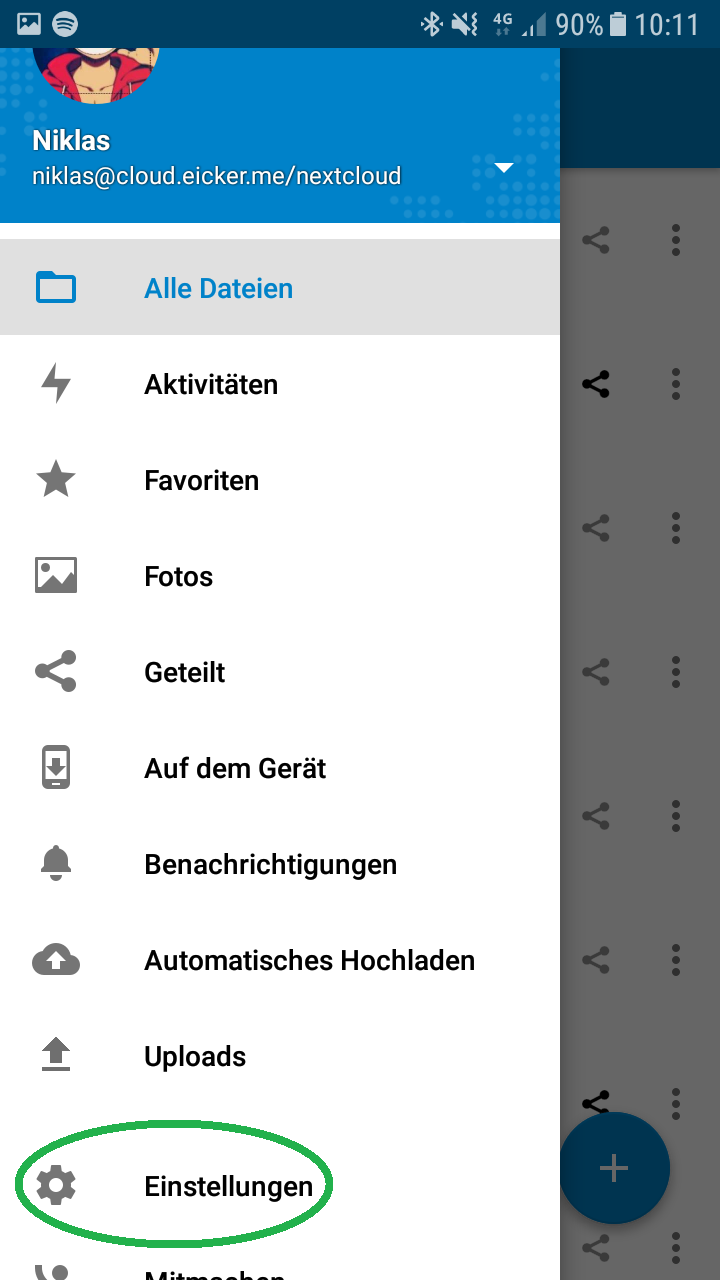 4G 90% 10:11
Niklas
niklas@cloud.eicker.me/nextcloud
Alle Dateien
Aktivitäten
Favoriten
Fotos
Geteilt
Auf dem Gerät
Benachrichtigungen
Automatisches Hochladen
Uploads
Einstellungen
Mitmachen